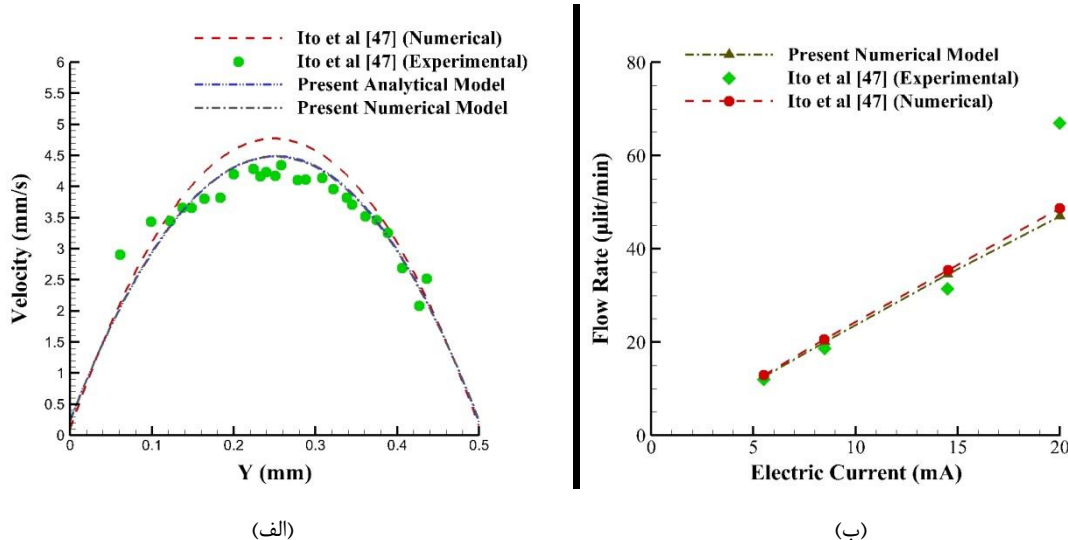 Ito et al [47] (Numerical)
Ito et al [47] (Experimental)
Present Analytical Model
Present Numerical Model
6
5.5
5
4.5
4
3.5
3
2.5
2
1.5
1
0.5
0
Velocity (mm/s)
0 0.1 0.2 0.3 0.4 0.5
Y (mm)
(الف)
Present Numerical Model
Ito et al [47] (Experimental)
Ito et al [47] (Numerical)
80
60
40
20
0
Flow Rate (µlit/min)
0 5 10 15 20
Electric Current (mA)
(ب)